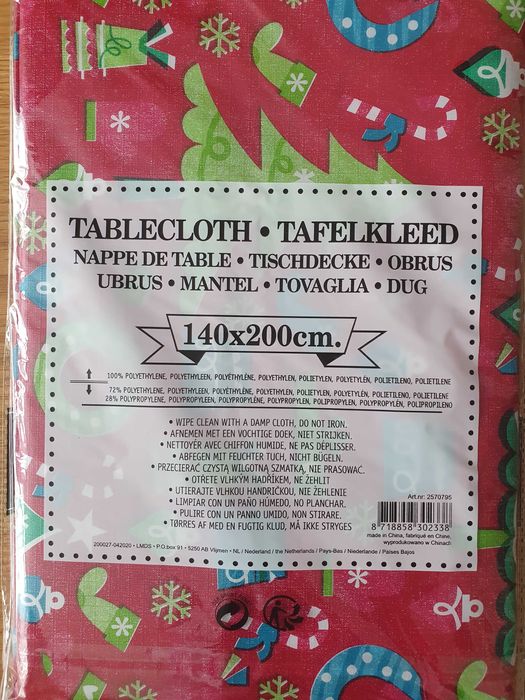 TABLECLOTH • TAFELKLEED
NAPPE DE TABLE • TISCHDECKE • OBRUS
UBRUS • MANTEL • TOVAGLIA • DUG
140x200cm.
100% POLYETHYLENE, POLYETHYLEEN, POLYÉTHYLÈNE, POLYETHYLEN, POLIETYLEN, POLYETYLÉN, POLIETILENO, POLIETILENE
72% POLYETHYLENE, POLYETHYLEEN, POLYÉTHYLÈNE, POLYETHYLEN, POLIETYLEN, POLYETYLÉN, POLIETILENO, POLIETILENE
28% POLYPROPYLENE, POLYPROPYLEEN, POLYPROPYLÈNE, POLYPROPYLEN, POLIPROPYLEN, POLYPROPYLÉN, POLIPROPILENO
• WIPE CLEAN WITH A DAMP CLOTH, DO NOT IRON.
• AFNEMEN MET EEN VOCHTIGE DOEK, NIET STRIJKEN.
• NETTOYER AVEC CHIFFON HUMIDE, NE PAS DÉPLISSER.
• ABFEGEN MIT FEUCHTER TUCH, NICHT BÜGELN.
• PRZECIERAĆ CZYSTĄ WILGOTNĄ SZMATKĄ, NIE PRASOWAĆ.
• OTŘETE VLHKÝM HADŘÍKEM, NE ŽEHLIT
• UTIERAJTE VLHKOU HANDRIČKOU, NIE ŽEHLENIE
• LIMPIAR CON UN PAÑO HÚMEDO, NO PLANCHAR.
• PULIRE CON UN PANNO UMIDO, NON STIRARE.
• TØRRES AF MED EN FUGTIG KLUD, MÅ IKKE STRYGES
Art.nr: 2570795
8 718858 302338
made in China, fabriqué en Chine,
wyprodukowano w Chinach
200027-042020 • LMDS • P.O.box 91 • 5250 AB Vlijmen • NL / Nederland / the Netherlands / Pays-Bas / Niederlande / Países Bajos